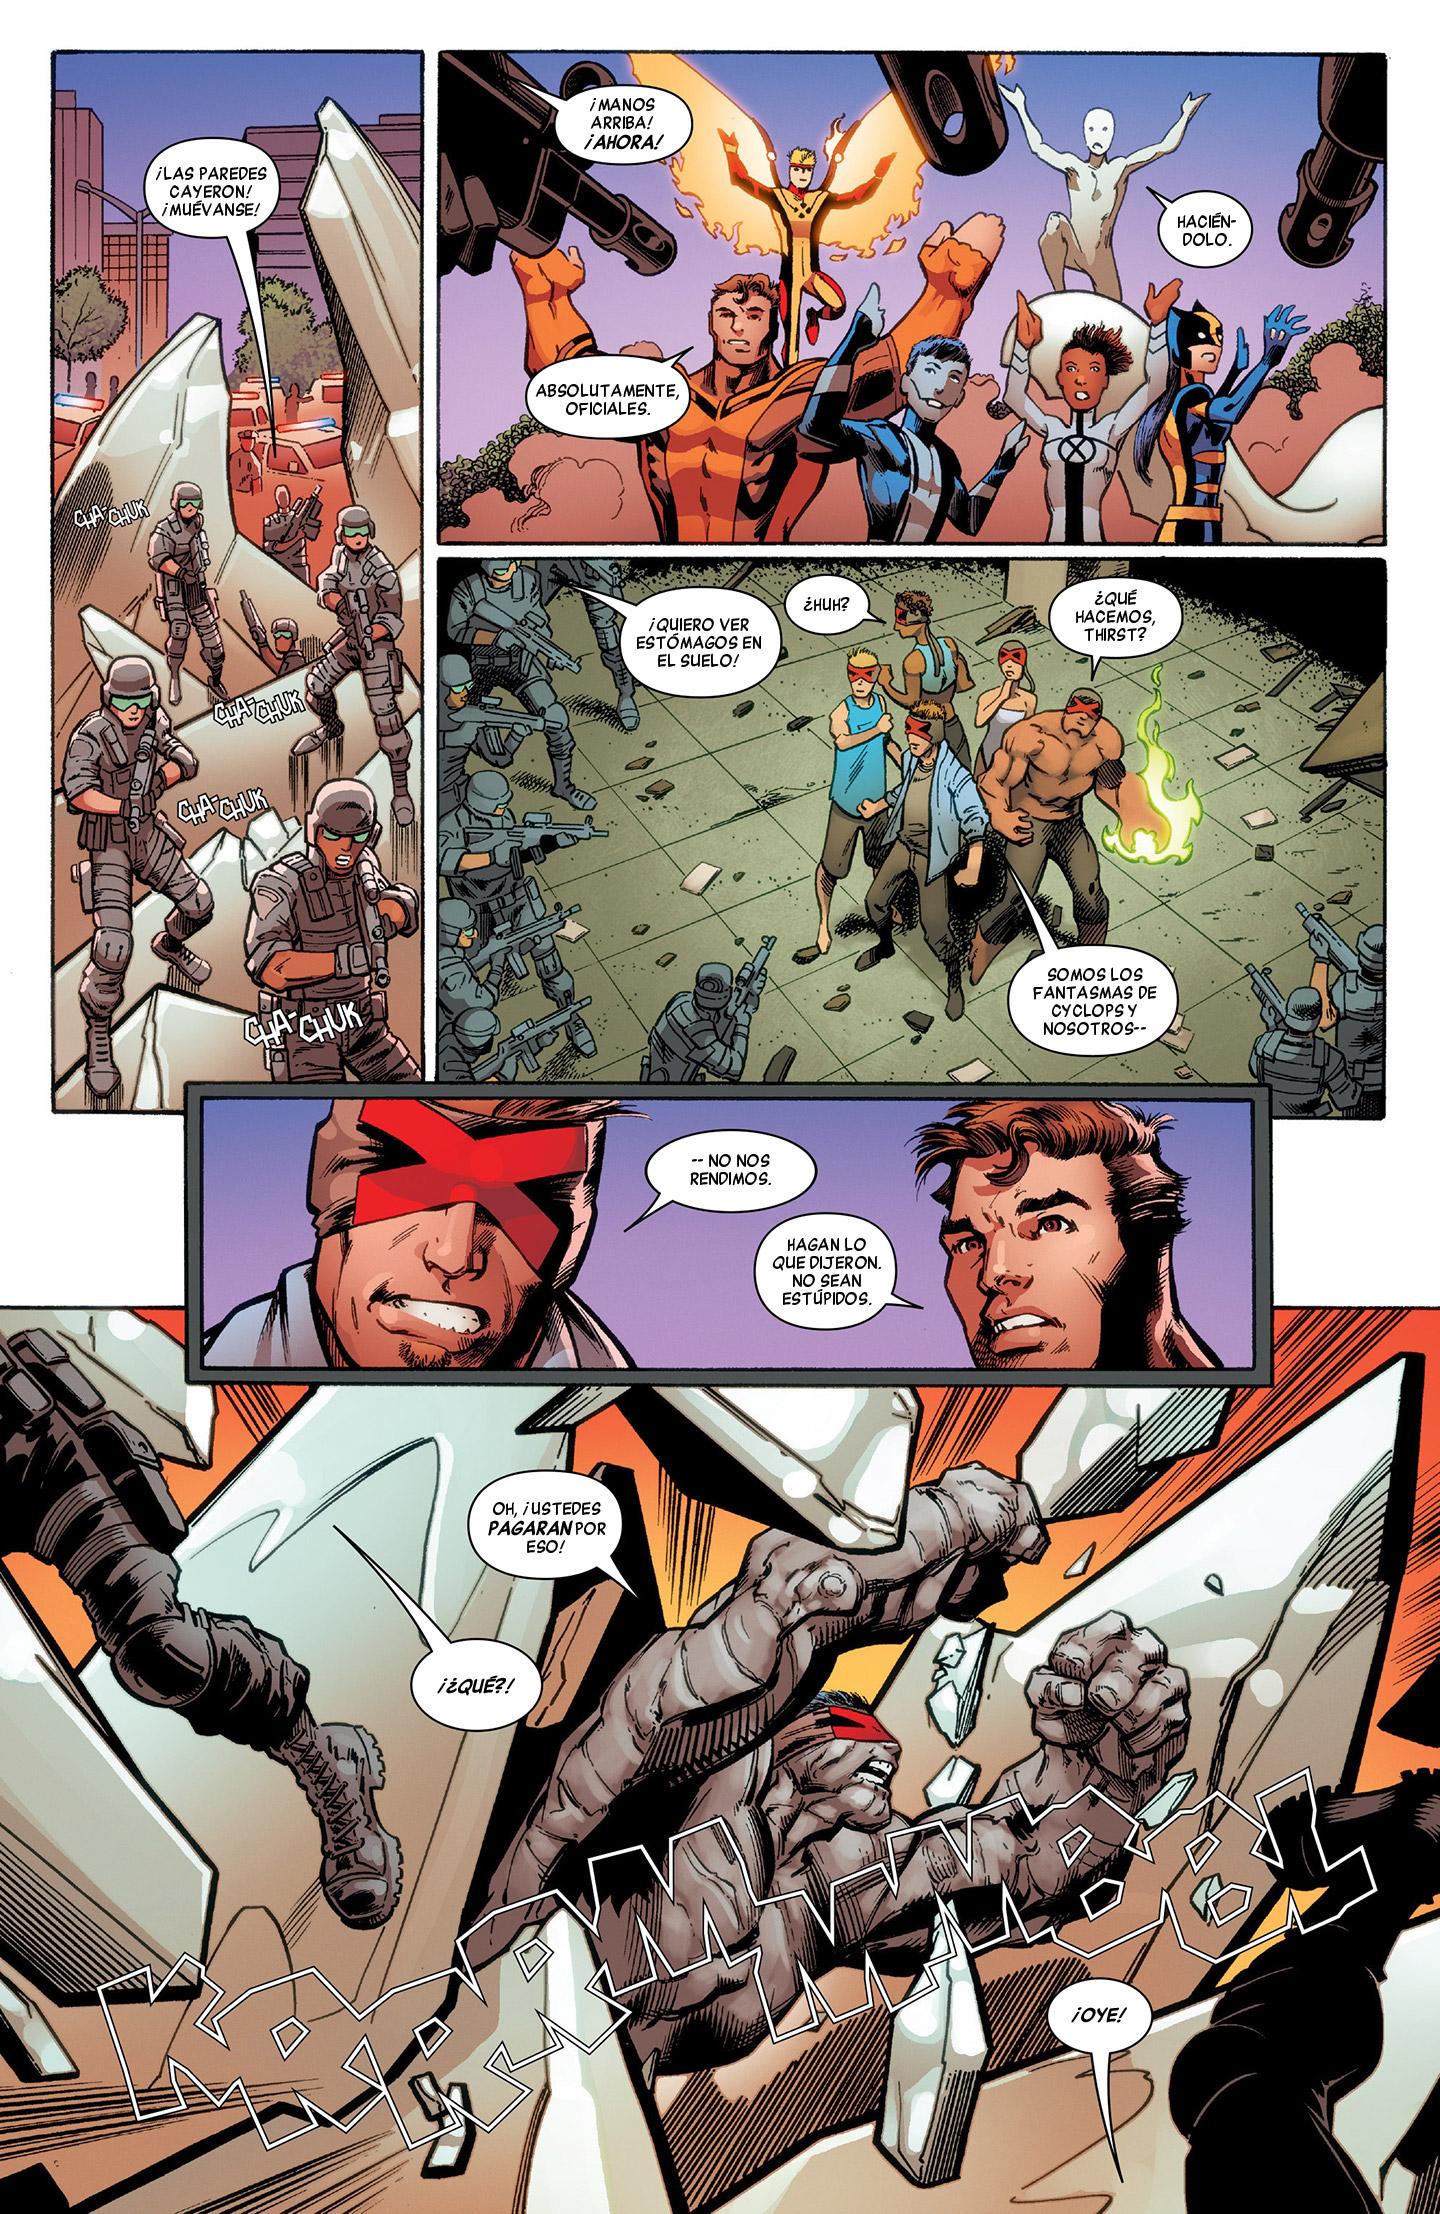 ¡LAS PAREDES
CAYERON!
¡MUÉVANSE!
CHA-CHUK
CHA-CHUK
CHA-CHUK
CHA-CHUK
¡MANOS
ARRIBA!
¡AHORA!
HACIÉN-
DOLO.
ABSOLUTAMENTE,
OFICIALES.
¡QUIERO VER
ESTÓMAGOS EN
EL SUELO!
¿HUH?
¿QUÉ
HACEMOS,
THIRST?
SOMOS LOS
FANTASMAS DE
CYCLOPS Y
NOSOTROS--
-- NO NOS
RENDIMOS.
HAGAN LO
QUE DIJERON.
NO SEAN
ESTÚPIDOS.
OH, ¡USTEDES
PAGARAN POR
ESO!
¡¿QUÉ?!
¡OYE!